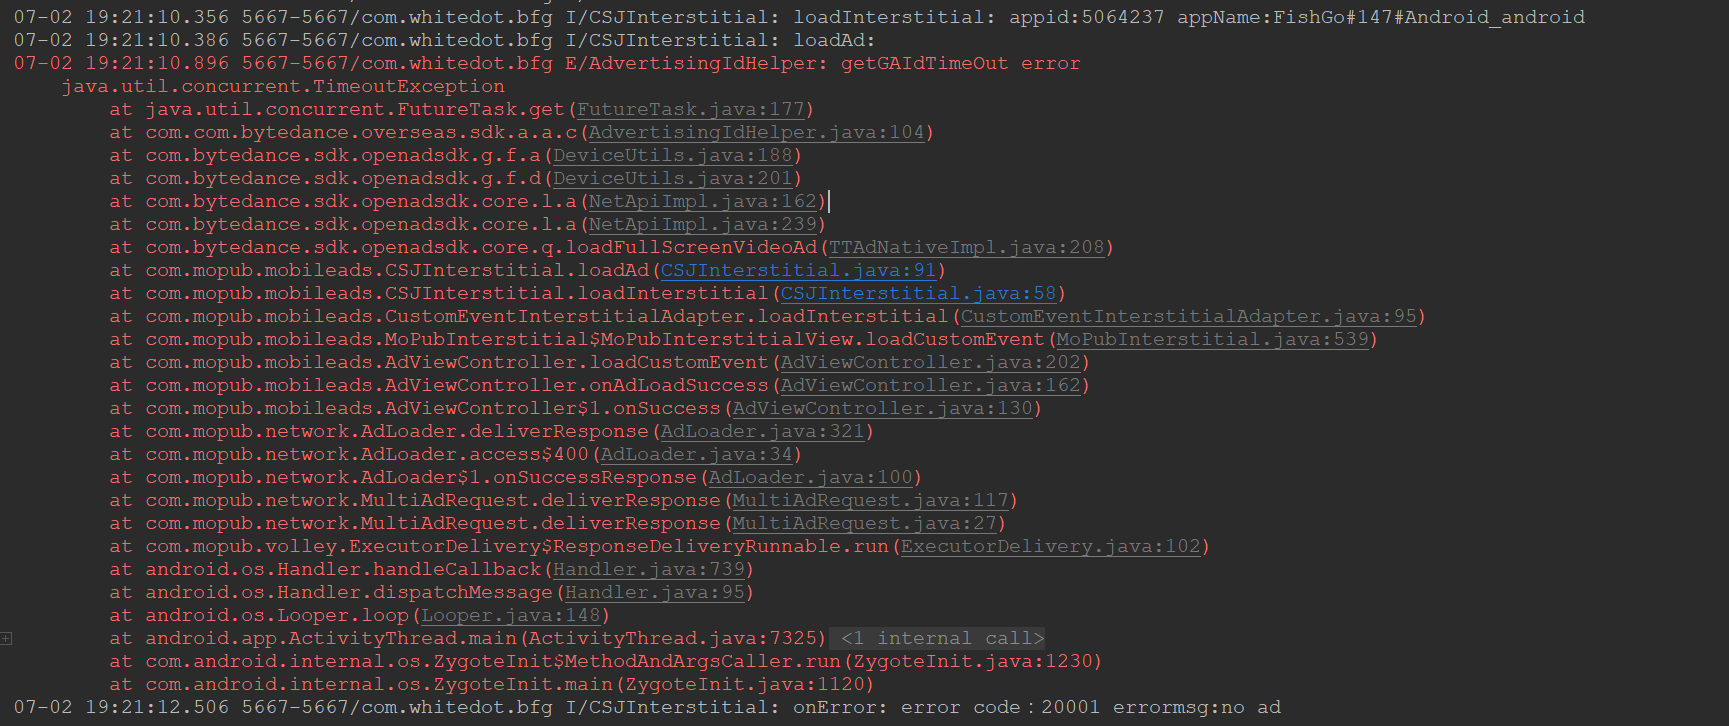 07-02 19:21:10.356 5667-5667/com.whitedot.bfg I/CSJInterstitial: loadInterstitial: appid:5064237 appName:FishGo#147#Android_android
07-02 19:21:10.386 5667-5667/com.whitedot.bfg I/CSJInterstitial: loadAd:
07-02 19:21:10.896 5667-5667/com.whitedot.bfg E/AdvertisingIdHelper: getGAIdTimeOut error
java.util.concurrent.TimeoutException
at java.util.concurrent.FutureTask.get(FutureTask.java:177)
at com.com.bytedance.overseas.sdk.a.a.c(AdvertisingIdHelper.java:104)
at com.bytedance.sdk.openadsdk.g.f.a(DeviceUtils.java:188)
at com.bytedance.sdk.openadsdk.g.f.d(DeviceUtils.java:201)
at com.bytedance.sdk.openadsdk.core.l.a(NetApiImpl.java:162)
at com.bytedance.sdk.openadsdk.core.l.a(NetApiImpl.java:239)
at com.bytedance.sdk.openadsdk.core.q.loadFullScreenVideoAd(TTAdNativeImpl.java:208)
at com.mopub.mobileads.CSJInterstitial.loadAd(CSJInterstitial.java:91)
at com.mopub.mobileads.CSJInterstitial.loadInterstitial(CSJInterstitial.java:58)
at com.mopub.mobileads.CustomEventInterstitialAdapter.loadInterstitial(CustomEventInterstitialAdapter.java:95)
at com.mopub.mobileads.MoPubInterstitial$MoPubInterstitialView.loadCustomEvent(MoPubInterstitial.java:539)
at com.mopub.mobileads.AdViewController.loadCustomEvent(AdViewController.java:202)
at com.mopub.mobileads.AdViewController.onAdLoadSuccess(AdViewController.java:162)
at com.mopub.mobileads.AdViewController$1.onSuccess(AdViewController.java:130)
at com.mopub.network.AdLoader.deliverResponse(AdLoader.java:321)
at com.mopub.network.AdLoader.access$400(AdLoader.java:34)
at com.mopub.network.AdLoader$1.onSuccessResponse(AdLoader.java:100)
at com.mopub.network.MultiAdRequest.deliverResponse(MultiAdRequest.java:117)
at com.mopub.network.MultiAdRequest.deliverResponse(MultiAdRequest.java:27)
at com.mopub.volley.ExecutorDelivery$ResponseDeliveryRunnable.run(ExecutorDelivery.java:102)
at android.os.Handler.handleCallback(Handler.java:739)
at android.os.Handler.dispatchMessage(Handler.java:95)
at android.os.Looper.loop(Looper.java:148)
at android.app.ActivityThread.main(ActivityThread.java:7325) <1 internal call>
at com.android.internal.os.ZygoteInit$MethodAndArgsCaller.run(ZygoteInit.java:1230)
at com.android.internal.os.ZygoteInit.main(ZygoteInit.java:1120)
07-02 19:21:12.506 5667-5667/com.whitedot.bfg I/CSJInterstitial: onError: error code：20001 errormsg:no ad